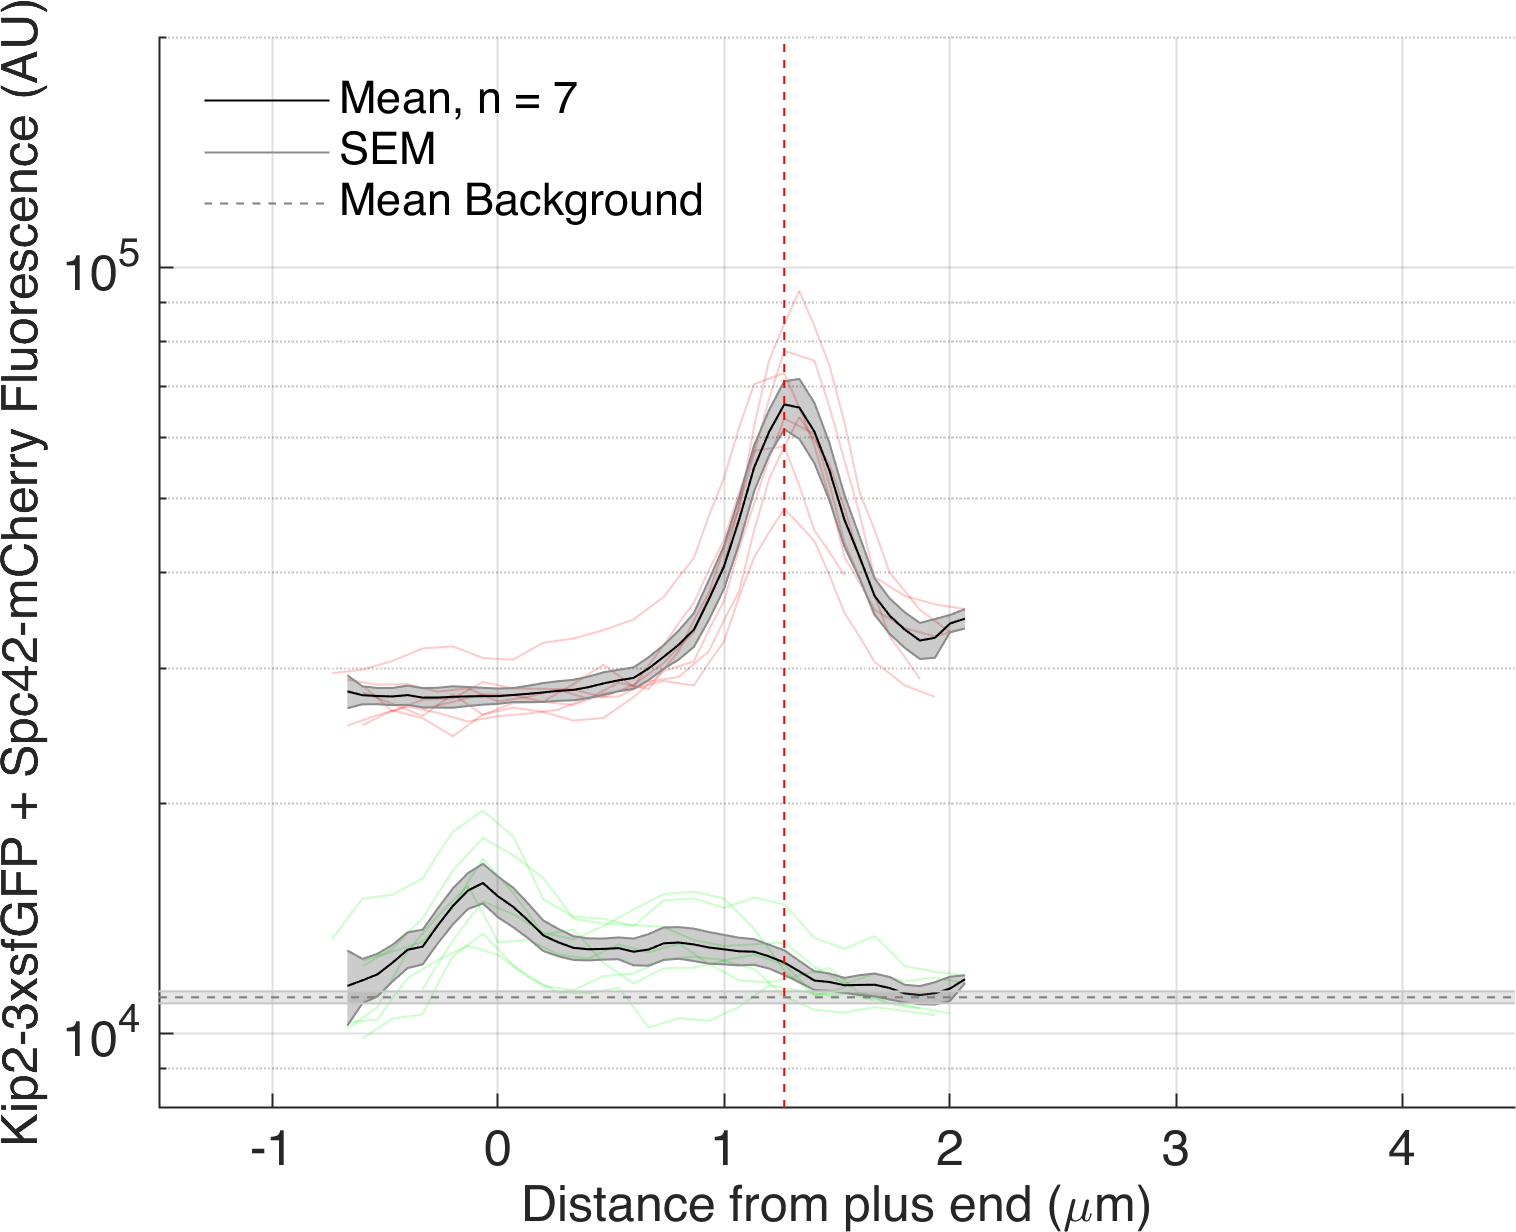 Kip2-3xsfGFP + Spc42-mCherry Fluorescence (AU)
Mean, n = 7
SEM
Mean Background
10^5
10^4
-1 0 1 2 3 4
Distance from plus end (μm)